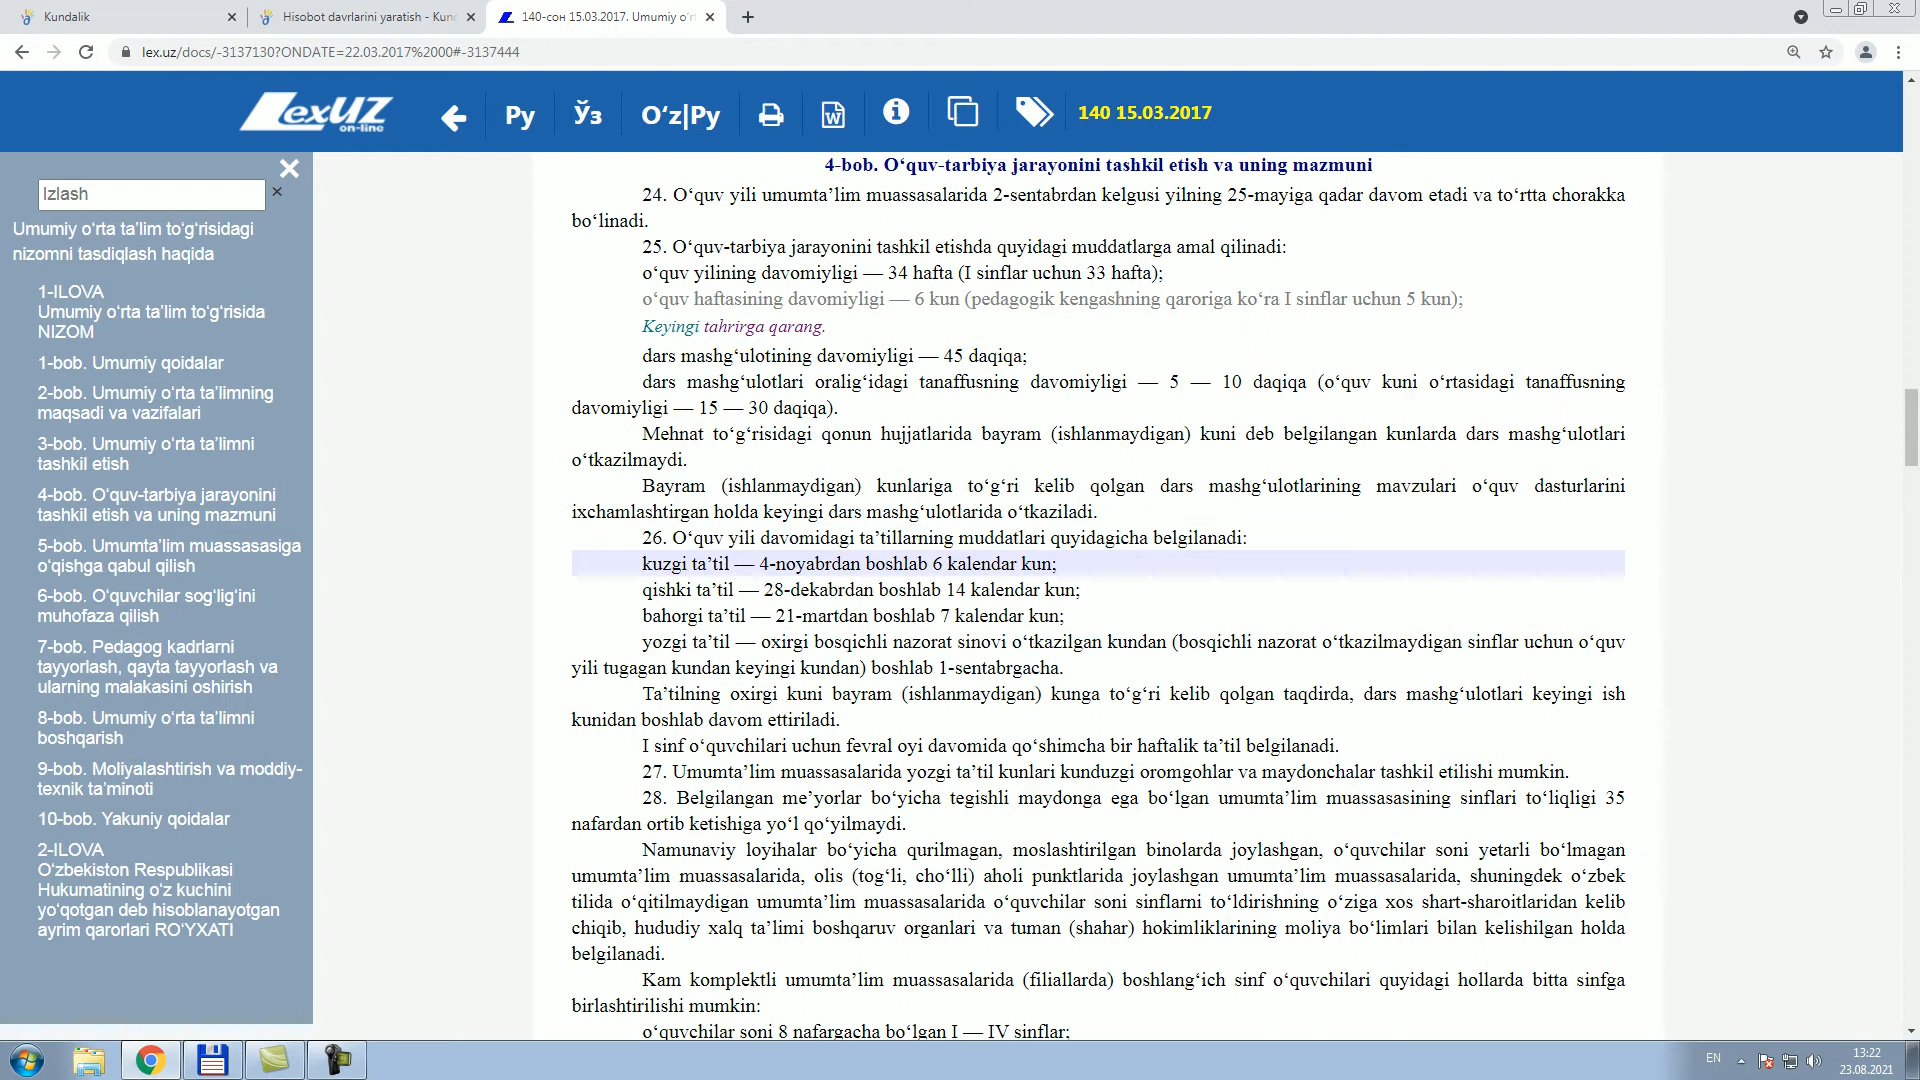 Kundalik
Hisobot davrlarini yaratish - Kund
140-сон 15.03.2017. Umumiy o‘rt
lex.uz/docs/-3137130?ONDATE=22.03.2017%2000#-3137444
LexUZ
on-line
Ру
Ўз
O‘z|Ру
140 15.03.2017
Izlash
Umumiy o‘rta ta’lim to‘g‘risidagi
nizomni tasdiqlash haqida
1-ILOVA
Umumiy o‘rta ta’lim to‘g‘risida
NIZOM
1-bob. Umumiy qoidalar
2-bob. Umumiy o‘rta ta’limning
maqsadi va vazifalari
3-bob. Umumiy o‘rta ta’limni
tashkil etish
4-bob. O‘quv-tarbiya jarayonini
tashkil etish va uning mazmuni
5-bob. Umumta’lim muassasasiga
o‘qishga qabul qilish
6-bob. O‘quvchilar sog‘lig‘ini
muhofaza qilish
7-bob. Pedagog kadrlarni
tayyorlash, qayta tayyorlash va
ularning malakasini oshirish
8-bob. Umumiy o‘rta ta’limni
boshqarish
9-bob. Moliyalashtirish va moddiy-
texnik ta’minoti
10-bob. Yakuniy qoidalar
2-ILOVA
O‘zbekiston Respublikasi
Hukumatining o‘z kuchini
yo‘qotgan deb hisoblanayotgan
ayrim qarorlari RO‘YXATI
4-bob. O‘quv-tarbiya jarayonini tashkil etish va uning mazmuni
24. O‘quv yili umumta’lim muassasalarida 2-sentabrdan kelgusi yilning 25-mayiga qadar davom etadi va to‘rtta chorakka
bo‘linadi.
25. O‘quv-tarbiya jarayonini tashkil etishda quyidagi muddatlarga amal qilinadi:
o‘quv yilining davomiyligi — 34 hafta (I sinflar uchun 33 hafta);
o‘quv haftasining davomiyligi — 6 kun (pedagogik kengashning qaroriga ko‘ra I sinflar uchun 5 kun);
Keyingi tahrirga qarang.
dars mashg‘ulotining davomiyligi — 45 daqiqa;
dars mashg‘ulotlari oralig‘idagi tanaffusning davomiyligi — 5 — 10 daqiqa (o‘quv kuni o‘rtasidagi tanaffusning
davomiyligi — 15 — 30 daqiqa).
Mehnat to‘g‘risidagi qonun hujjatlarida bayram (ishlanmaydigan) kuni deb belgilangan kunlarda dars mashg‘ulotlari
o‘tkazilmaydi.
Bayram (ishlanmaydigan) kunlariga to‘g‘ri kelib qolgan dars mashg‘ulotlarining mavzulari o‘quv dasturlarini
ixchamlashtirgan holda keyingi dars mashg‘ulotlarida o‘tkaziladi.
26. O‘quv yili davomidagi ta’tillarning muddatlari quyidagicha belgilanadi:
kuzgi ta’til — 4-noyabrdan boshlab 6 kalendar kun;
qishki ta’til — 28-dekabrdan boshlab 14 kalendar kun;
bahorgi ta’til — 21-martdan boshlab 7 kalendar kun;
yozgi ta’til — oxirgi bosqichli nazorat sinovi o‘tkazilgan kundan (bosqichli nazorat o‘tkazilmaydigan sinflar uchun o‘quv
yili tugagan kundan keyingi kundan) boshlab 1-sentabrgacha.
Ta’tilning oxirgi kuni bayram (ishlanmaydigan) kunga to‘g‘ri kelib qolgan taqdirda, dars mashg‘ulotlari keyingi ish
kunidan boshlab davom ettiriladi.
I sinf o‘quvchilari uchun fevral oyi davomida qo‘shimcha bir haftalik ta’til belgilanadi.
27. Umumta’lim muassasalarida yozgi ta’til kunlari kunduzgi oromgohlar va maydonchalar tashkil etilishi mumkin.
28. Belgilangan me’yorlar bo‘yicha tegishli maydonga ega bo‘lgan umumta’lim muassasasining sinflari to‘liqligi 35
nafardan ortib ketishiga yo‘l qo‘yilmaydi.
Namunaviy loyihalar bo‘yicha qurilmagan, moslashtirilgan binolarda joylashgan, o‘quvchilar soni yetarli bo‘lmagan
umumta’lim muassasalarida, olis (tog‘li, cho‘lli) aholi punktlarida joylashgan umumta’lim muassasalarida, shuningdek o‘zbek
tilida o‘qitilmaydigan umumta’lim muassasalarida o‘quvchilar soni sinflarni to‘ldirishning o‘ziga xos shart-sharoitlaridan kelib
chiqib, hududiy xalq ta’limi boshqaruv organlari va tuman (shahar) hokimliklarining moliya bo‘limlari bilan kelishilgan holda
belgilanadi.
Kam komplektli umumta’lim muassasalarida (filiallarda) boshlang‘ich sinf o‘quvchilari quyidagi hollarda bitta sinfga
birlashtirilishi mumkin:
o‘quvchilar soni 8 nafargacha bo‘lgan I — IV sinflar;
EN
13:22
23.08.2021